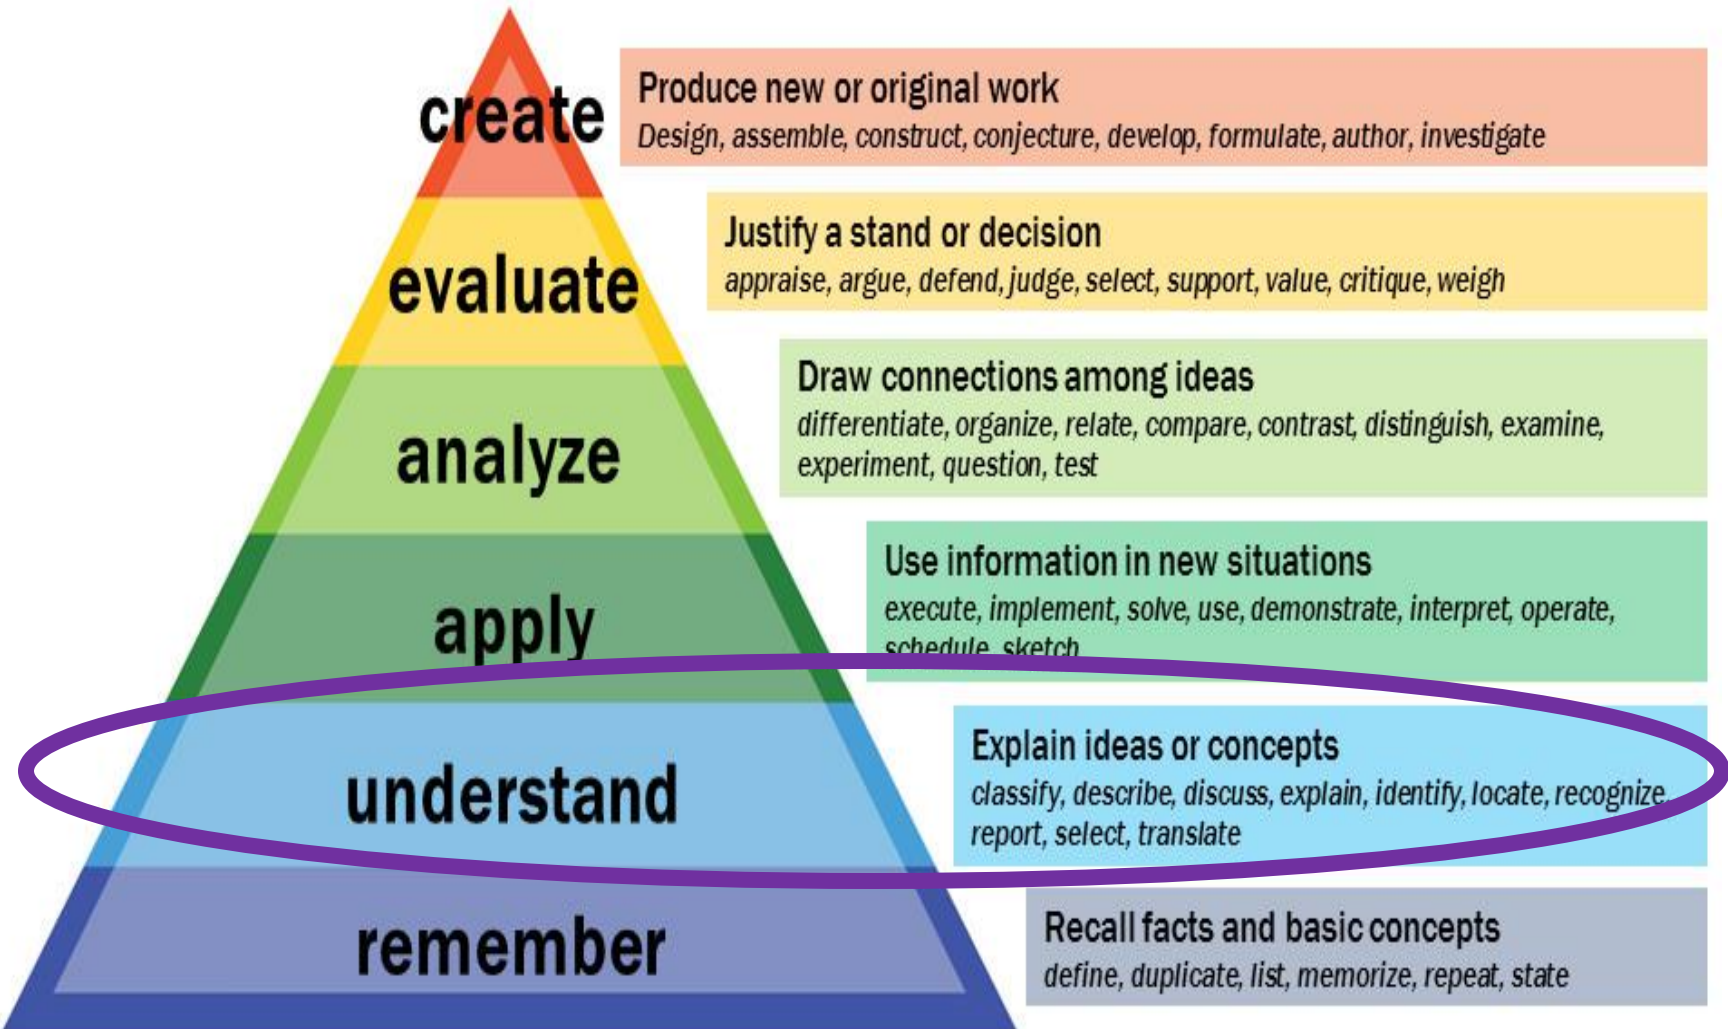 create
Produce new or original work
Design, assemble, construct, conjecture, develop, formulate, author, investigate
evaluate
Justify a stand or decision
appraise, argue, defend, judge, select, support, value, critique, weigh
analyze
Draw connections among ideas
differentiate, organize, relate, compare, contrast, distinguish, examine,
experiment, question, test
apply
Use information in new situations
execute, implement, solve, use, demonstrate, interpret, operate,
schedule, sketch
understand
Explain ideas or concepts
classify, describe, discuss, explain, identify, locate, recognize,
report, select, translate
remember
Recall facts and basic concepts
define, duplicate, list, memorize, repeat, state